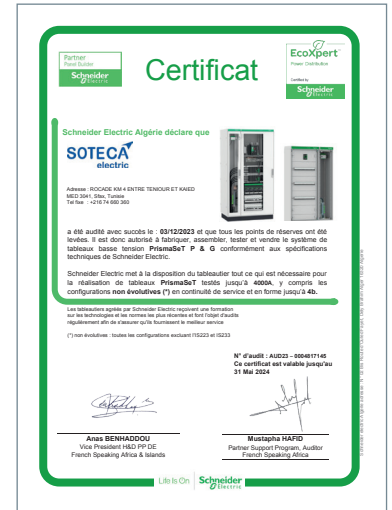 Partner
Panel Builder
Schneider
Electric
Certificat
EcoXpert
Power Distribution
Certified by
Schneider
Electric
Schneider Electric Algérie déclare que
SOTECA
electric
Adresse : ROCADE KM 4 ENTRE TENIOUR ET KAIED
MED 3041, Sfax, Tunisie
Tel fixe : +216 74 660 360
a été audité avec succès le : 03/12/2023 et que tous les points de réserves ont été
levées. Il est donc autorisé à fabriquer, assembler, tester et vendre le système de
tableaux basse tension PrismaSeT P & G conformément aux spécifications
techniques de Schneider Electric.
Schneider Electric met à la disposition du tableautier tout ce qui est nécessaire pour
la réalisation de tableaux PrismaSeT testés jusqu'à 4000A, y compris les
configurations non évolutives (*) en continuité de service et en forme jusqu'à 4b.
Les tableautiers agréés par Schneider Electric reçoivent une formation
sur les technologies et les normes les plus récentes et font l'objet d'audits
régulièrement afin de s'assurer qu'ils fournissent le meilleur service
(*) non évolutives : toutes les configurations excluant l'IS223 et IS233
N° d'audit : AUD23 – 0004817145
Ce certificat est valable jusqu'au
31 Mai 2024
Anas BENHADDOU
Vice President H&D PP DE
French Speaking Africa & Islands
Mustapha HAFID
Partner Support Program, Auditor
French Speaking Africa
Life Is On
Schneider
Electric